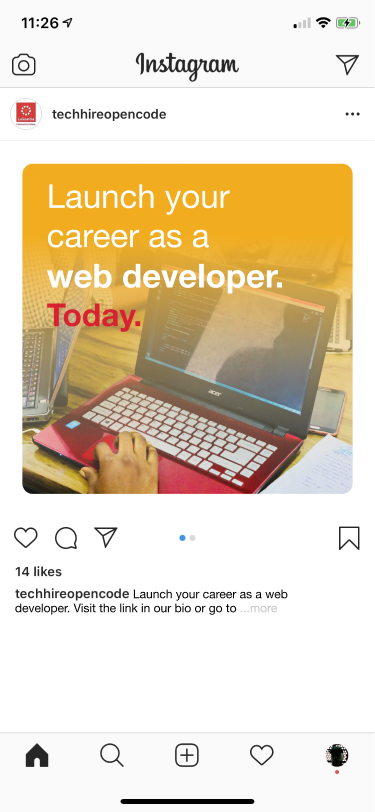 11:26
Instagram
techhireopencode
Launch your
career as a
web developer.
Today.
acer
14 likes
techhireopencode Launch your career as a web
developer. Visit the link in our bio or go to ...more